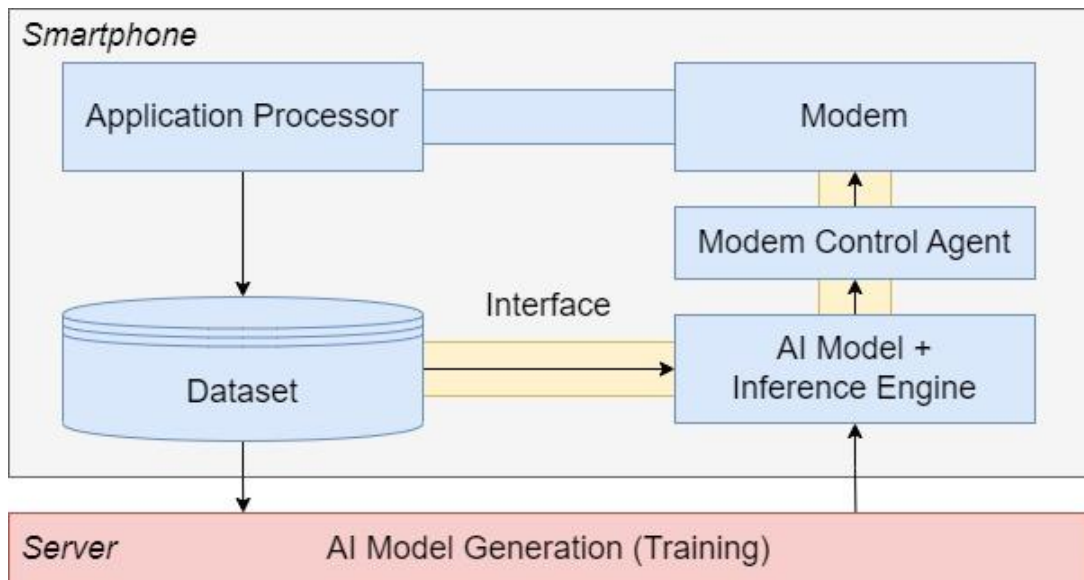 Smartphone
Application Processor
Modem
Modem Control Agent
Interface
AI Model +
Inference Engine
Dataset
Server
AI Model Generation (Training)